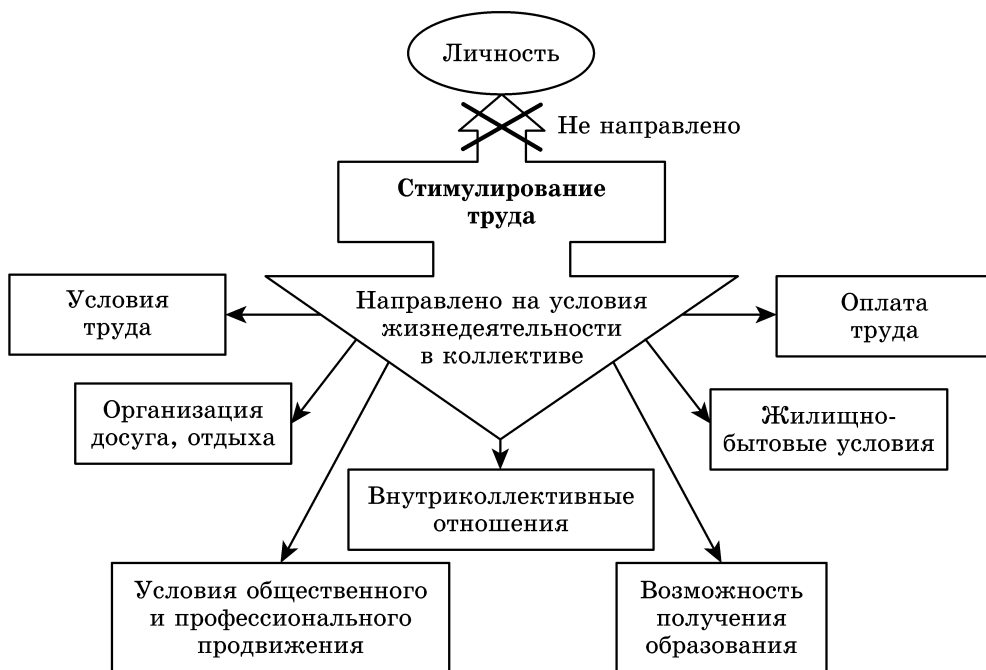 Личность
Не направлено
Стимулирование
труда
Направлено на условия
жизнедеятельности
в коллективе
Условия
труда
Оплата
труда
Организация
досуга, отдыха
Жилищно-
бытовые условия
Внутриколлективные
отношения
Условия общественного
и профессионального
продвижения
Возможность
получения
образования